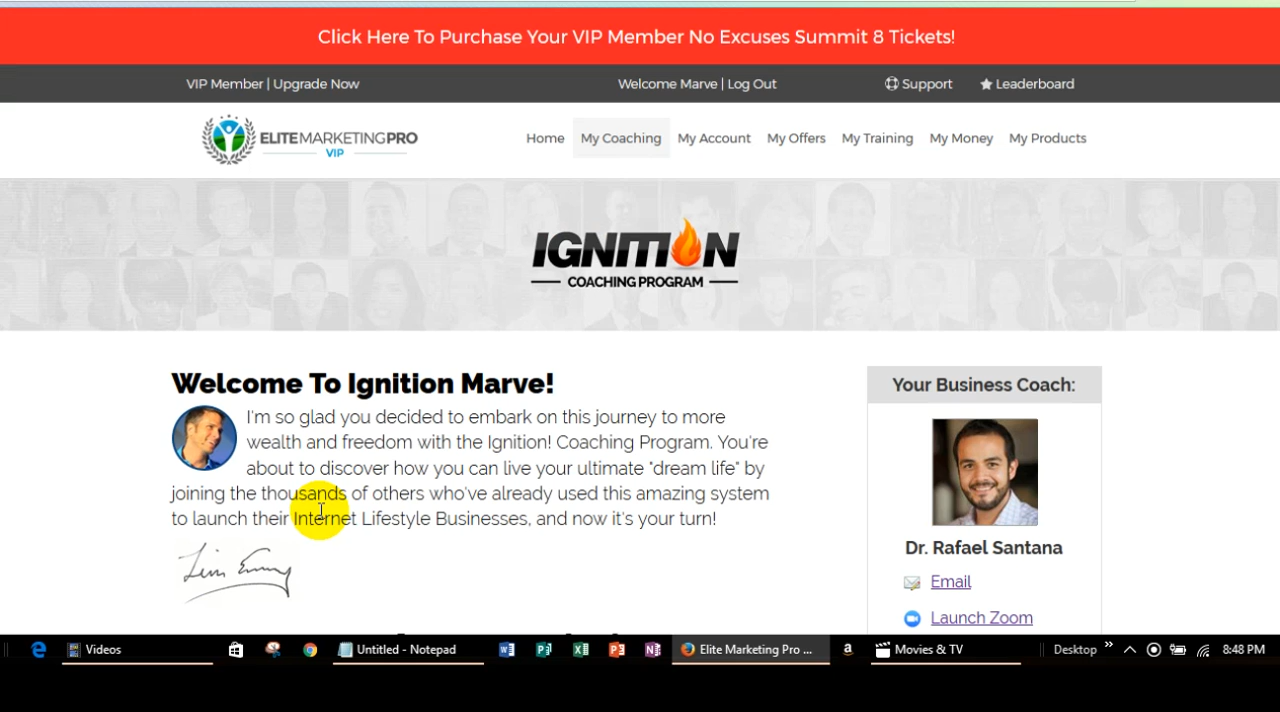 Click Here To Purchase Your VIP Member No Excuses Summit 8 Tickets!
VIP Member | Upgrade Now
Welcome Marve | Log Out
Support
Leaderboard
ELITEMARKETINGPRO
VIP
Home
My Coaching
My Account
My Offers
My Training
My Money
My Products
IGNITION
COACHING PROGRAM
Welcome To Ignition Marve!
I'm so glad you decided to embark on this journey to more
wealth and freedom with the Ignition! Coaching Program. You're
about to discover how you can live your ultimate "dream life" by
joining the thousands of others who've already used this amazing system
to launch their Internet Lifestyle Businesses, and now it's your turn!
Your Business Coach:
Dr. Rafael Santana
Email
Launch Zoom
Videos
Untitled - Notepad
Elite Marketing Pro ...
Movies & TV
Desktop
8:48 PM